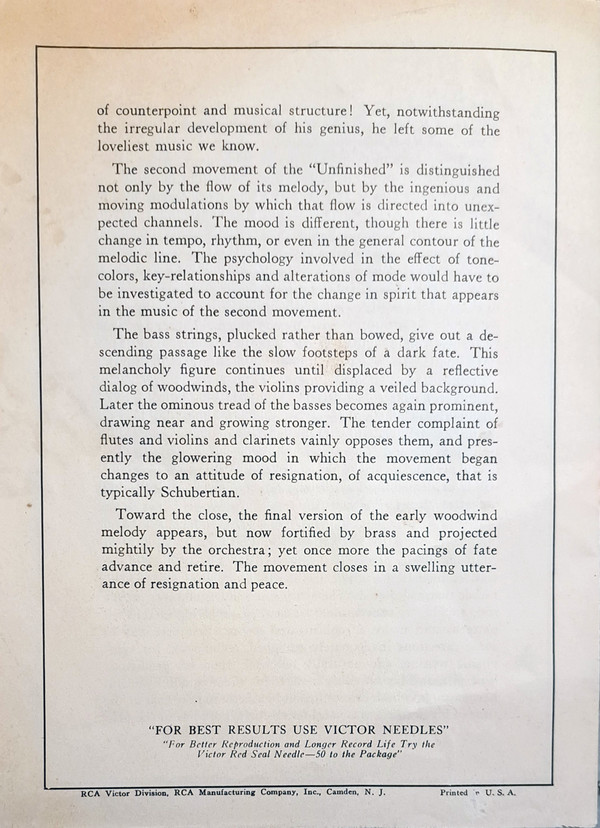 of counterpoint and musical structure! Yet, notwithstanding
the irregular development of his genius, he left some of the
loveliest music we know.
The second movement of the “Unfinished” is distinguished
not only by the flow of its melody, but by the ingenious and
moving modulations by which that flow is directed into unex-
pected channels. The mood is different, though there is little
change in tempo, rhythm, or even in the general contour of the
melodic line. The psychology involved in the effect of tone-
colors, key-relationships and alterations of mode would have to
be investigated to account for the change in spirit that appears
in the music of the second movement.
The bass strings, plucked rather than bowed, give out a de-
scending passage like the slow footsteps of a dark fate. This
melancholy figure continues until displaced by a reflective
dialog of woodwinds, the violins providing a veiled background.
Later the ominous tread of the basses becomes again prominent,
drawing near and growing stronger. The tender complaint of
flutes and violins and clarinets vainly opposes them, and pres-
ently the glowering mood in which the movement began
changes to an attitude of resignation, of acquiescence, that is
typically Schubertian.
Toward the close, the final version of the early woodwind
melody appears, but now fortified by brass and projected
mightily by the orchestra; yet once more the pacings of fate
advance and retire. The movement closes in a swelling utter-
ance of resignation and peace.
“FOR BEST RESULTS USE VICTOR NEEDLES”
“For Better Reproduction and Longer Record Life Try the
Victor Red Seal Needle—50 to the Package”
RCA Victor Division, RCA Manufacturing Company, Inc., Camden, N. J. Printed U. S. A.